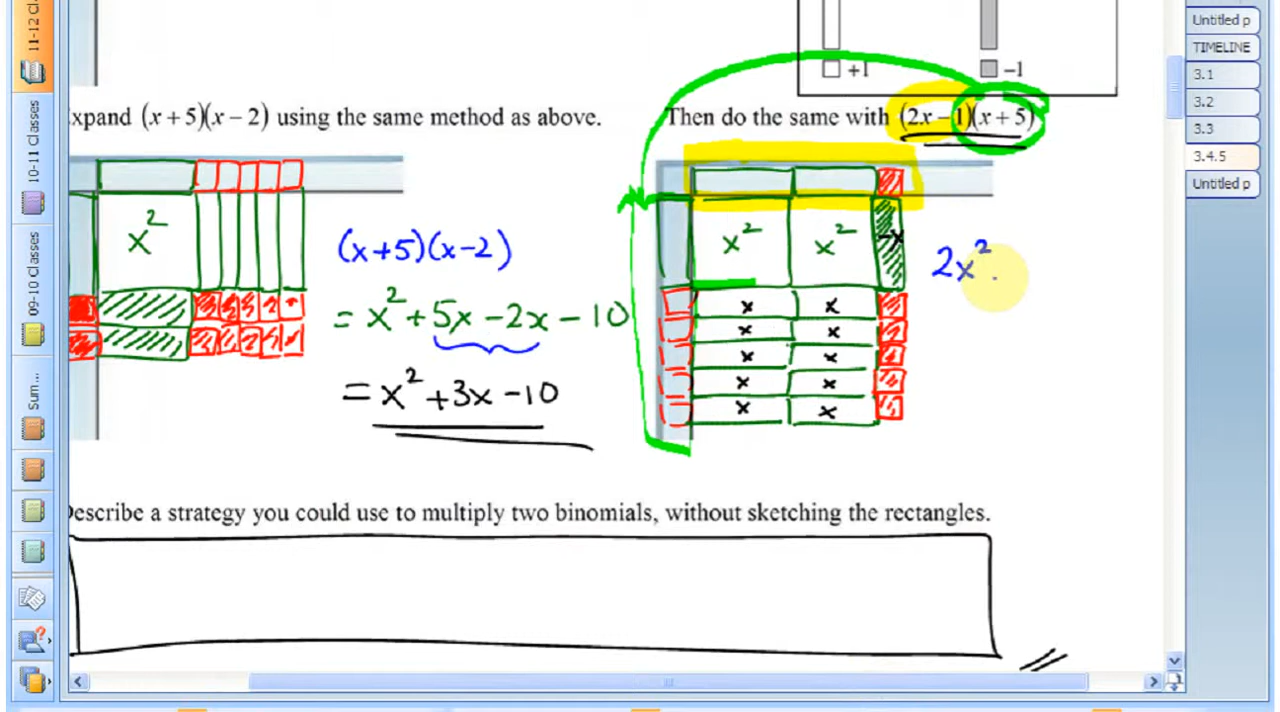 +1
-1
Expand (x + 5)(x − 2) using the same method as above.
Then do the same with (2x − 1)(x + 5)
x²
(x+5)(x-2)
= x² + 5x - 2x - 10
= x² + 3x - 10
x² x² -x
x x
x x
x x
x x
x x
2x²
Describe a strategy you could use to multiply two binomials, without sketching the rectangles.
11-12 Cla
10-11 Classes
09-10 Classes
Sum...
Untitled p
TIMELINE
3.1
3.2
3.3
3.4.5
Untitled p